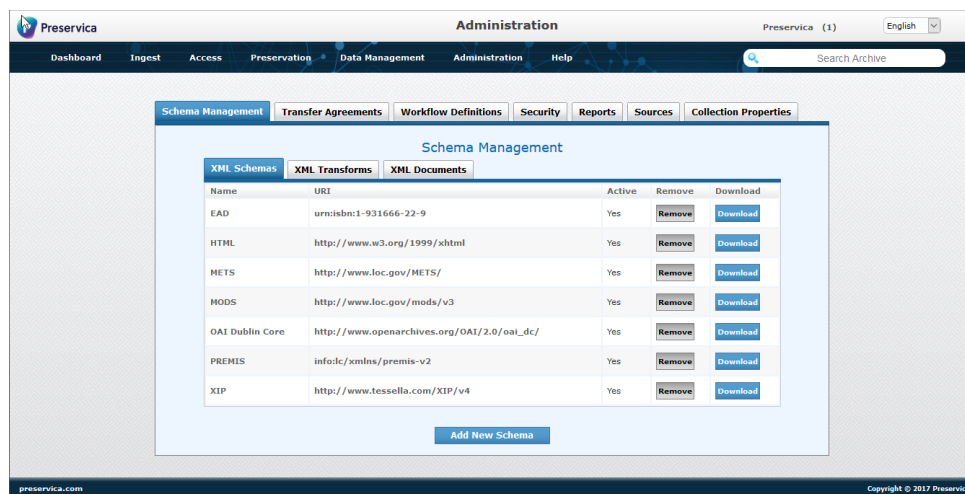 Preservica Administration Preservica (1) English
Dashboard Ingest Access Preservation Data Management Administration Help Search Archive
Schema Management Transfer Agreements Workflow Definitions Security Reports Sources Collection Properties
Schema Management
XML Schemas XML Transforms XML Documents
Name URI Active Remove Download
EAD urn:isbn:1-931666-22-9 Yes Remove Download
HTML http://www.w3.org/1999/xhtml Yes Remove Download
METS http://www.loc.gov/METS/ Yes Remove Download
MODS http://www.loc.gov/mods/v3 Yes Remove Download
OAI Dublin Core http://www.openarchives.org/OAI/2.0/oai_dc/ Yes Remove Download
PREMIS info:lc/xmlns/premis-v2 Yes Remove Download
XIP http://www.tessella.com/XIP/v4 Yes Remove Download
Add New Schema
preservica.com Copyright © 2017 Preservic